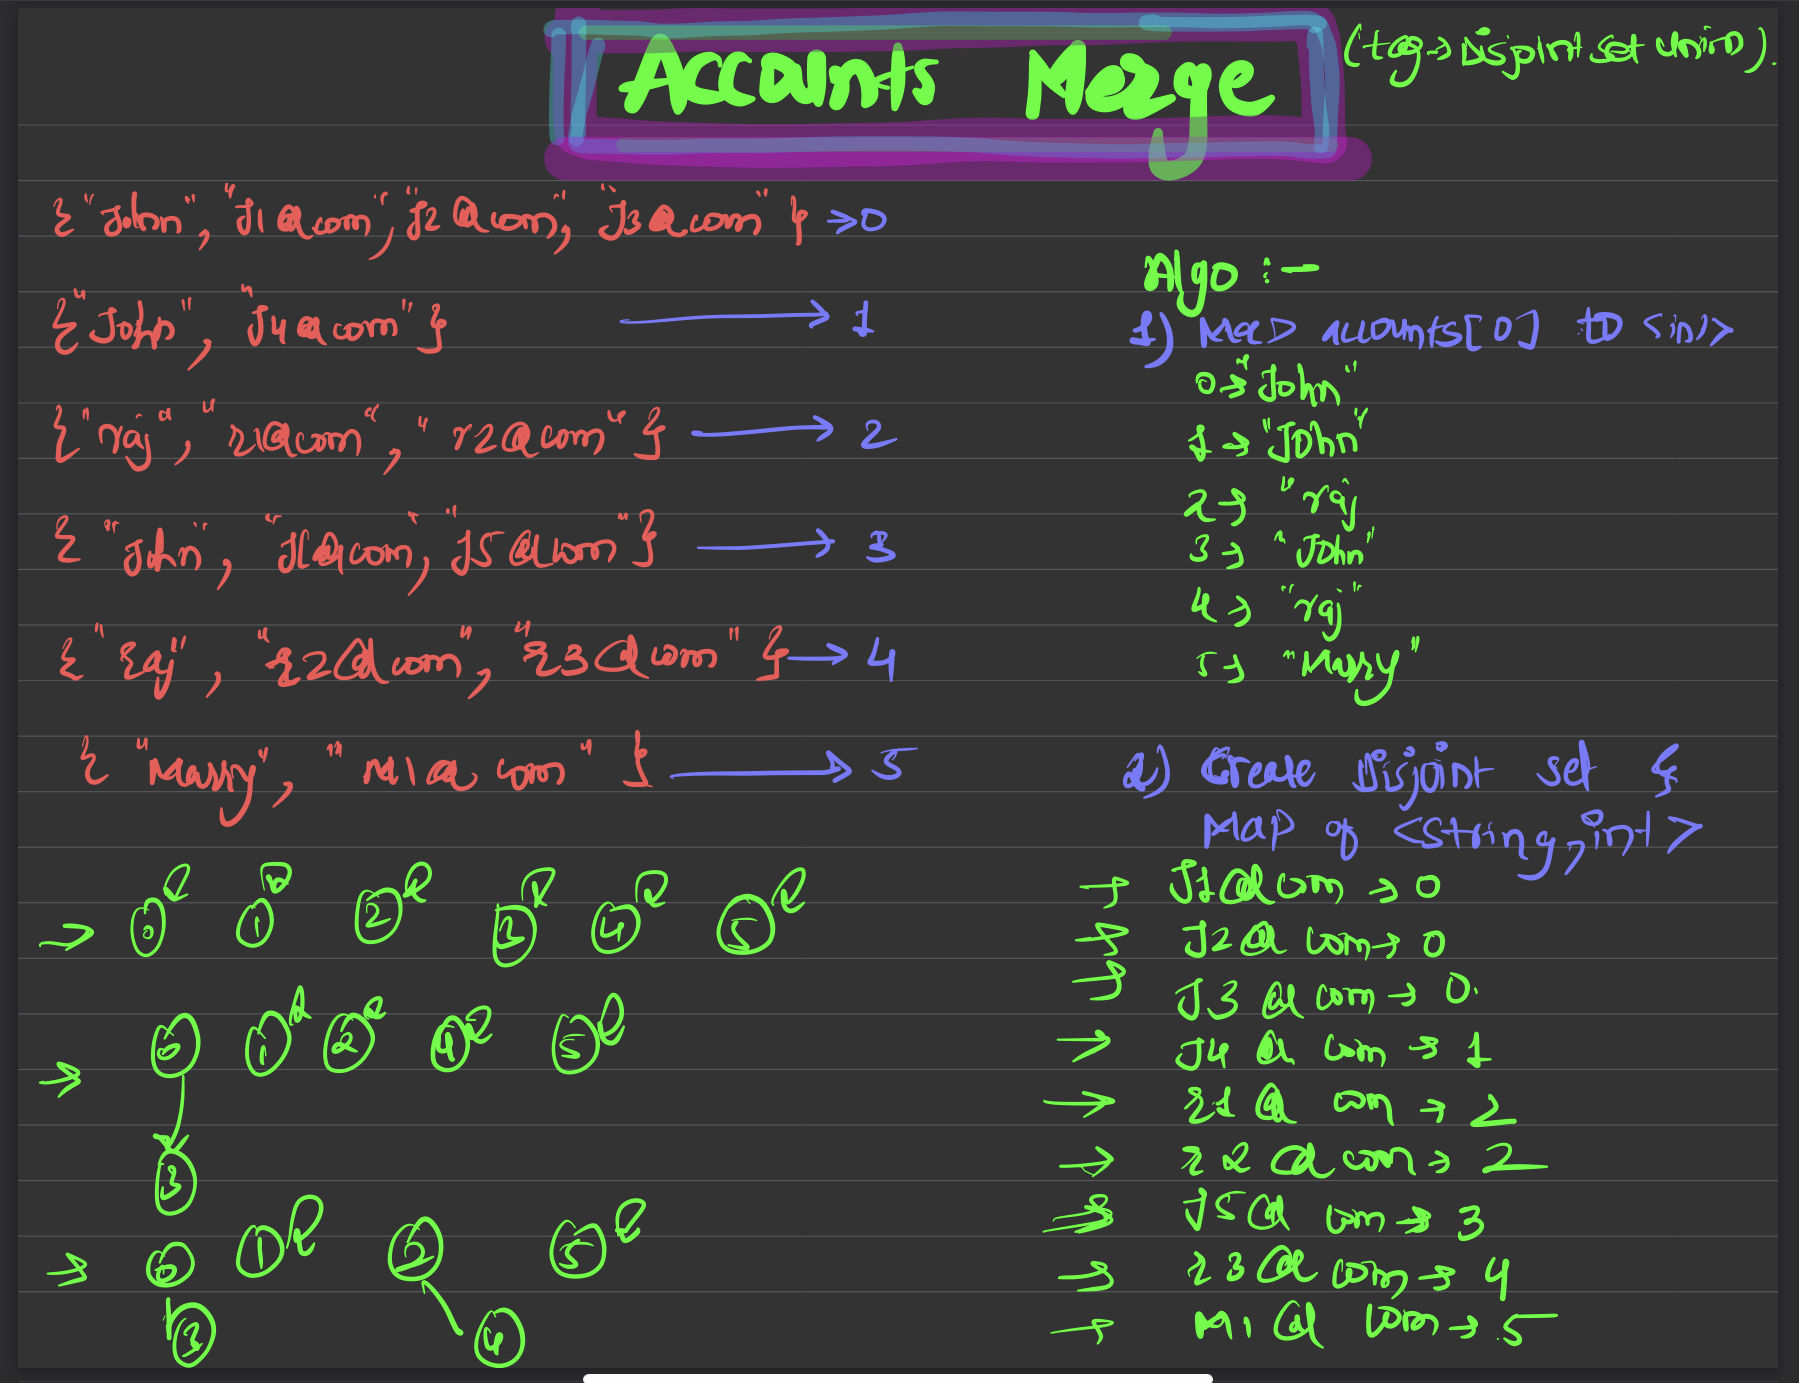 Accounts Merge
(tag → Disjoint set union).
{"John", "J1@com", "J2@com", "J3@com"} → 0
{"John", "J4@com"} → 1
{"raj", "r1@com", "r2@com"} → 2
{"John", "J1@com", "J5@com"} → 3
{"raj", "r2@com", "r3@com"} → 4
{"Marry", "M1@com"} → 5
→ 0 R 1 R 2 R 3 R 4 R 5 R
→ 0 1 R 2 R 4 R 5 R
3
→ 0 1 R 2 5 R
3 4
Algo :-
1) Map accounts[0] to <int>
0 → "John"
1 → "John"
2 → "raj
3 → "John"
4 → "raj"
5 → "Marry"
2) Create Disjoint set &
Map of <string, int>
→ J1@com → 0
→ J2@com → 0
→ J3@com → 0.
→ J4@com → 1
→ r1@com → 2
→ r2@com → 2
→ J5@com → 3
→ r3@com → 4
→ M1@com → 5